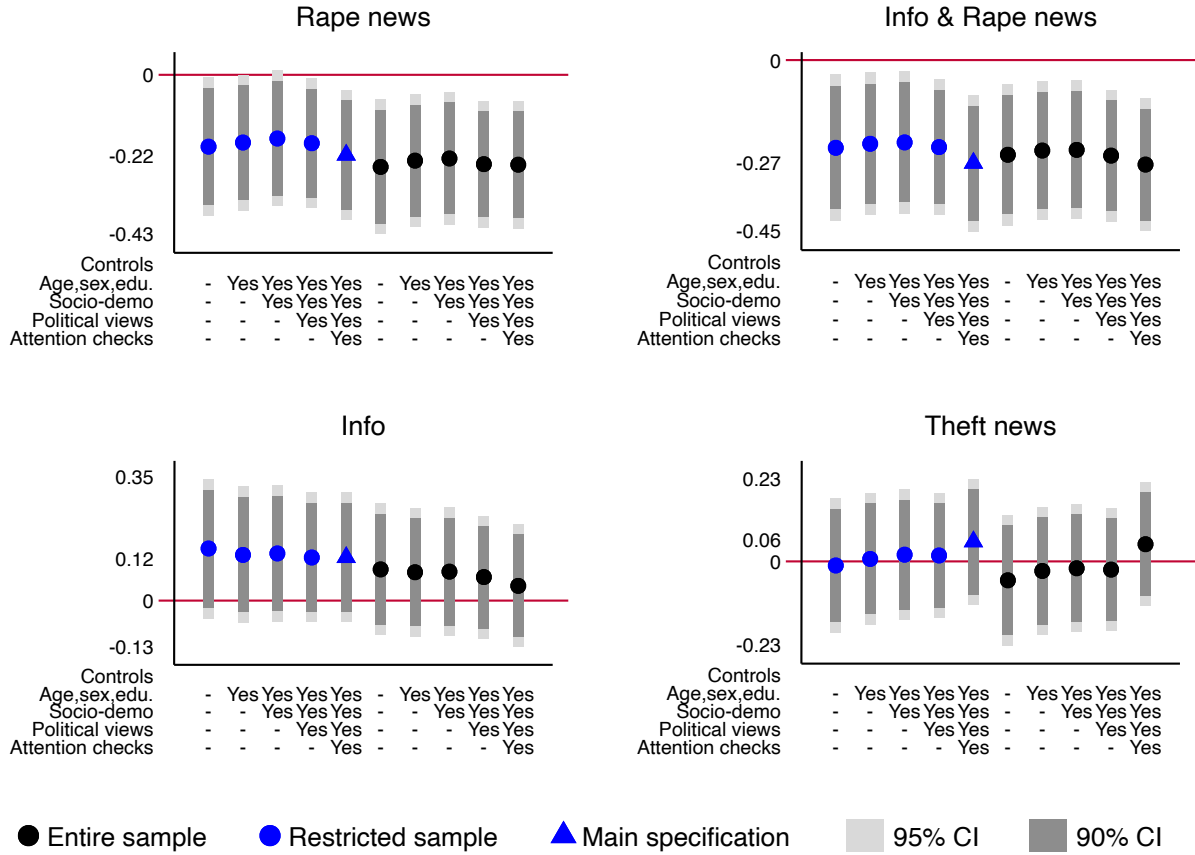 Rape news
0
-0.22
-0.43
Controls
Age,sex,edu. - Yes Yes Yes Yes - Yes Yes Yes Yes
Socio-demo - - Yes Yes Yes - - Yes Yes Yes
Political views - - - Yes Yes - - - Yes Yes
Attention checks - - - - Yes - - - - Yes
Info & Rape news
0
-0.27
-0.45
Controls
Age,sex,edu. - Yes Yes Yes Yes - Yes Yes Yes Yes
Socio-demo - - Yes Yes Yes - - Yes Yes Yes
Political views - - - Yes Yes - - - Yes Yes
Attention checks - - - - Yes - - - - Yes
Info
0.35
0.12
0
-0.13
Controls
Age,sex,edu. - Yes Yes Yes Yes - Yes Yes Yes Yes
Socio-demo - - Yes Yes Yes - - Yes Yes Yes
Political views - - - Yes Yes - - - Yes Yes
Attention checks - - - - Yes - - - - Yes
Theft news
0.23
0.06
0
-0.23
Controls
Age,sex,edu. - Yes Yes Yes Yes - Yes Yes Yes Yes
Socio-demo - - Yes Yes Yes - - Yes Yes Yes
Political views - - - Yes Yes - - - Yes Yes
Attention checks - - - - Yes - - - - Yes
Entire sample Restricted sample Main specification 95% CI 90% CI